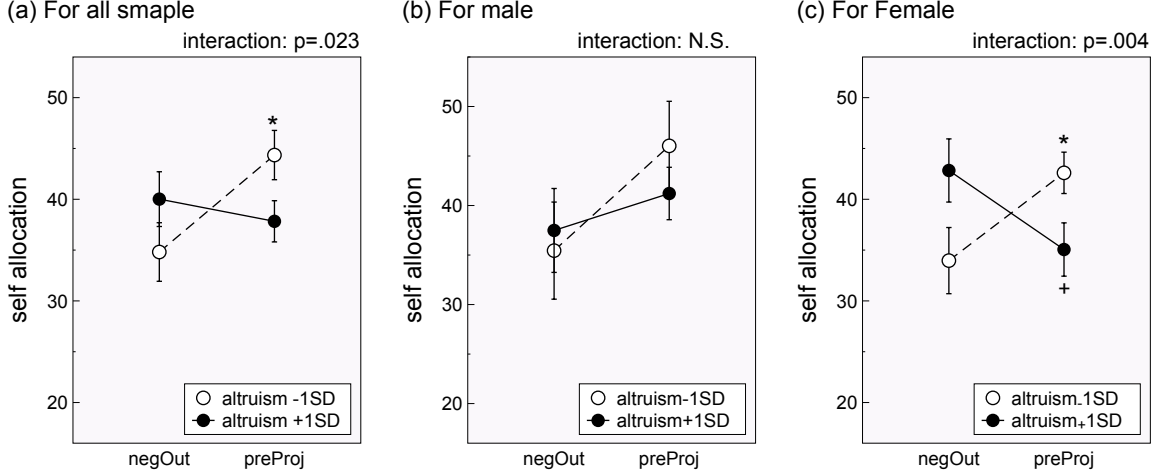 (a) For all smaple
interaction: p=.023
self allocation
50
40
30
20
*
altruism -1SD
altruism +1SD
negOut
preProj
(b) For male
interaction: N.S.
self allocation
50
40
30
20
altruism-1SD
altruism+1SD
negOut
preProj
(c) For Female
interaction: p=.004
self allocation
50
40
30
20
*
+
altruism-1SD
altruism+1SD
negOut
preProj